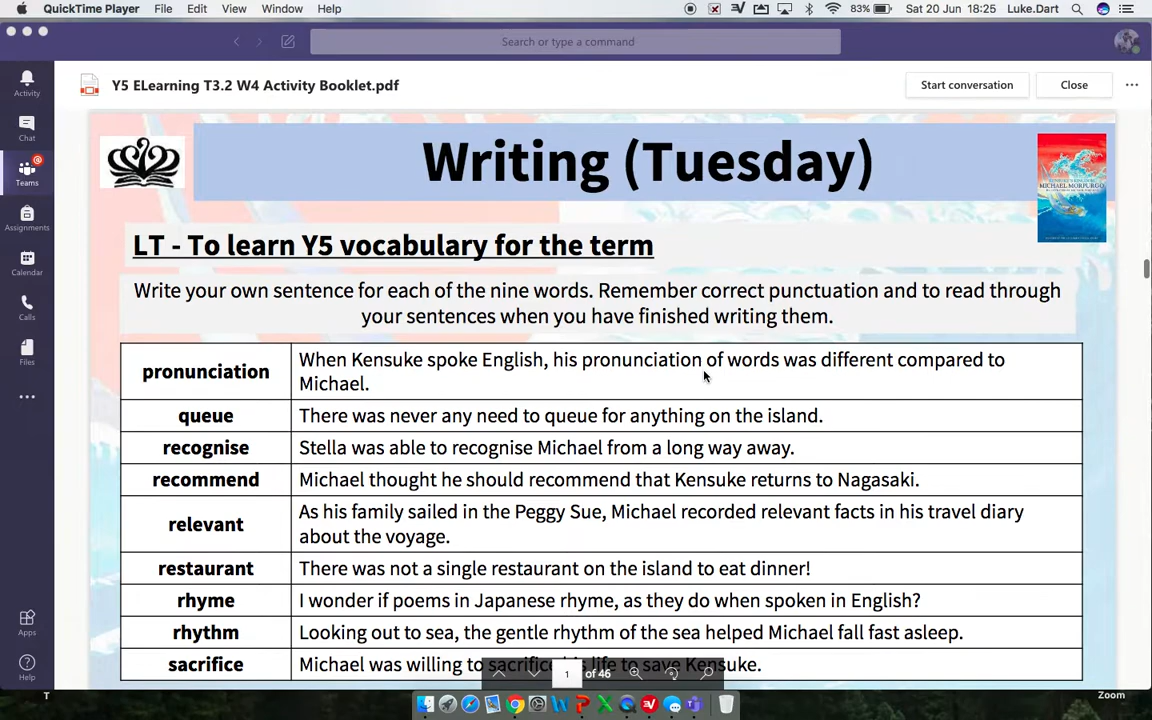 QuickTime Player File Edit View Window Help 83% Sat 20 Jun 18:25 Luke.Dart
Search or type a command
Y5 ELearning T3.2 W4 Activity Booklet.pdf Start conversation Close
Activity
Chat
Teams
Assignments
Calendar
Calls
Files
Apps
Help
Writing (Tuesday)
MICHAEL MORPURGO
LT - To learn Y5 vocabulary for the term
Write your own sentence for each of the nine words. Remember correct punctuation and to read through
your sentences when you have finished writing them.
pronunciation When Kensuke spoke English, his pronunciation of words was different compared to
Michael.
queue There was never any need to queue for anything on the island.
recognise Stella was able to recognise Michael from a long way away.
recommend Michael thought he should recommend that Kensuke returns to Nagasaki.
relevant As his family sailed in the Peggy Sue, Michael recorded relevant facts in his travel diary
about the voyage.
restaurant There was not a single restaurant on the island to eat dinner!
rhyme I wonder if poems in Japanese rhyme, as they do when spoken in English?
rhythm Looking out to sea, the gentle rhythm of the sea helped Michael fall fast asleep.
sacrifice Michael was willing to sacrifice his life to save Kensuke.
1 of 46
T Zoom